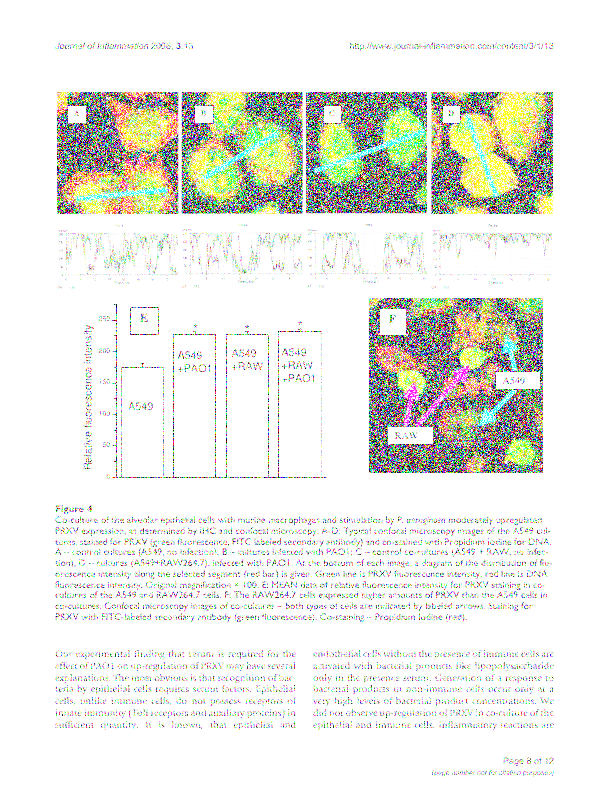 Journal of Inflammation 2006, 3:13
http://www.journal-inflammation.com/content/3/1/13
A
B
C
D
Relative fluorescence intensity
E
A549
A549
+PAO1
A549
+RAW
A549
+RAW
+PAO1
F
A549
RAW
Figure 4
Co-culture of the alveolar epithelial cells with murine macrophages and stimulation by P. aeruginosa moderately upregulated
PRXV expression, as determined by IHC and confocal microscopy. A–D: Typical confocal microscopy images of the A549 cul-
tures, stained for PRXV (green fluorescence, FITC-labeled secondary antibody) and co-stained with Propidium iodine for DNA.
A – control cultures (A549, no infection), B – cultures infected with PAO1; C – control co-cultures (A549 + RAW, no infec-
tion), D – cultures (A549+RAW264.7), infected with PAO1. At the bottom of each image, a diagram of the distribution of flu-
orescence intensity along the selected segment (red bar) is given. Green line is PRXV fluorescence intensity, red line is DNA
fluorescence intensity. Original magnification × 100. E: MEAN data of relative fluorescence intensity for PRXV staining in co-
cultures of the A549 and RAW264.7 cells. F: The RAW264.7 cells expressed higher amounts of PRXV than the A549 cells in
co-cultures. Confocal microscopy images of co-cultures – both types of cells are indicated by labeled arrows. Staining for
PRXV with FITC-labeled secondary antibody (green fluorescence). Co-staining – Propidium Iodine (red).
Our experimental finding that serum is required for the
effect of PAO1 on up-regulation of PRXV may have several
explanations. The most obvious is that recognition of bac-
teria by epithelial cells requires serum factors. Epithelial
cells, unlike immune cells, do not possess receptors of
innate immunity (Toll receptors and auxiliary proteins) in
sufficient quantity. It is known, that epithelial and
endothelial cells without the presence of immune cells are
activated with bacterial products like lipopolysaccharide
only in the presence serum. Generation of a response to
bacterial products in non-immune cells occur only at a
very high levels of bacterial product concentrations. We
did not observe up-regulation of PRXV in co-culture of the
epithelial and immune cells. Inflammatory reactions are
Page 8 of 12
(page number not for citation purposes)